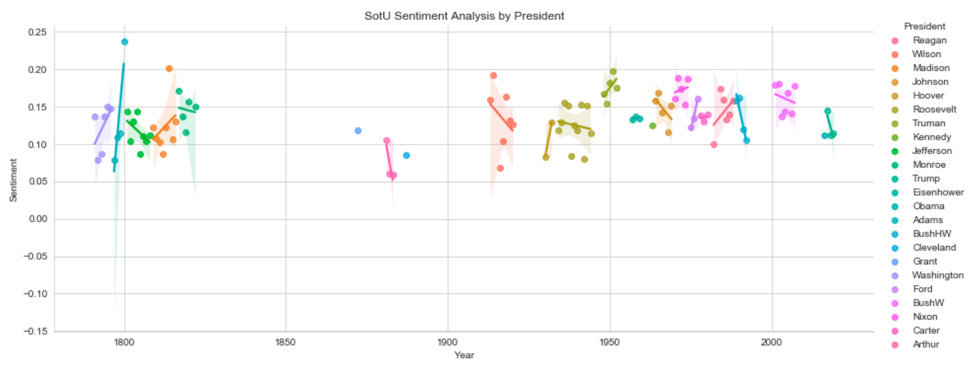 SotU Sentiment Analysis by President
President
Reagan
Wilson
Madison
Johnson
Hoover
Roosevelt
Truman
Kennedy
Jefferson
Monroe
Trump
Eisenhower
Obama
Adams
BushHW
Cleveland
Grant
Washington
Ford
BushW
Nixon
Carter
Arthur
Sentiment
0.25
0.20
0.15
0.10
0.05
0.00
−0.05
−0.10
−0.15
1800
1850
1900
1950
2000
Year